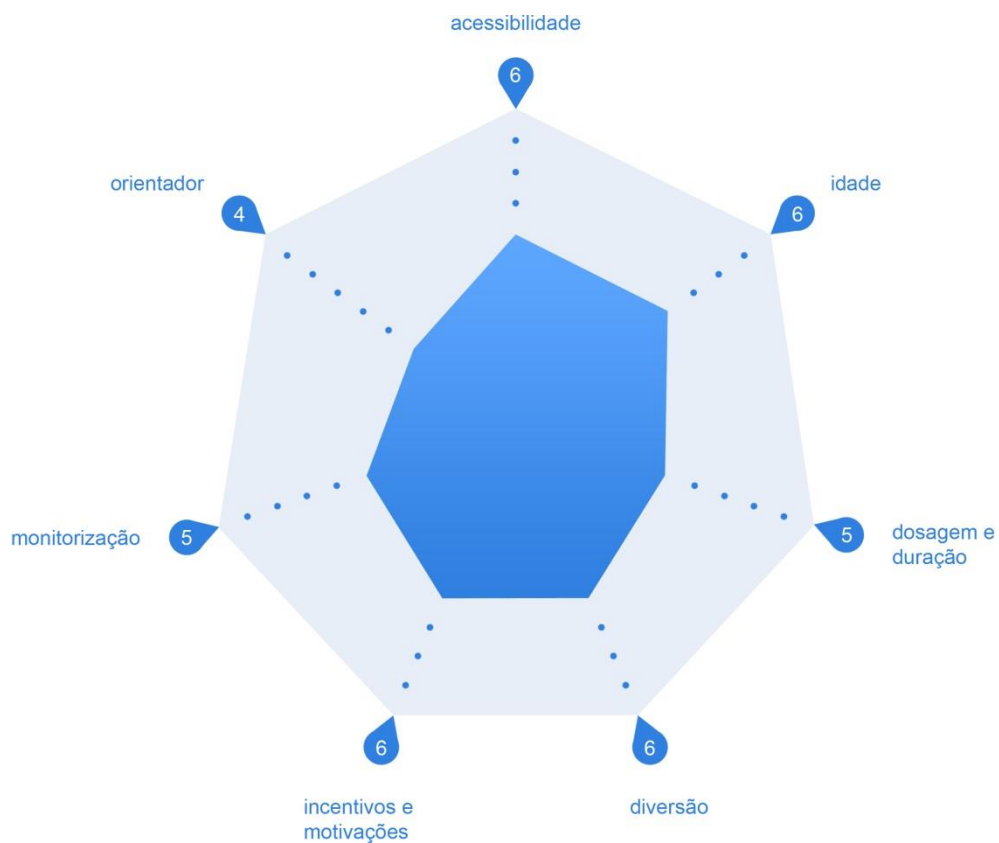 acessibilidade
6
orientador
4
idade
6
monitorização
5
5
dosagem e
duração
6
incentivos e
motivações
6
diversão